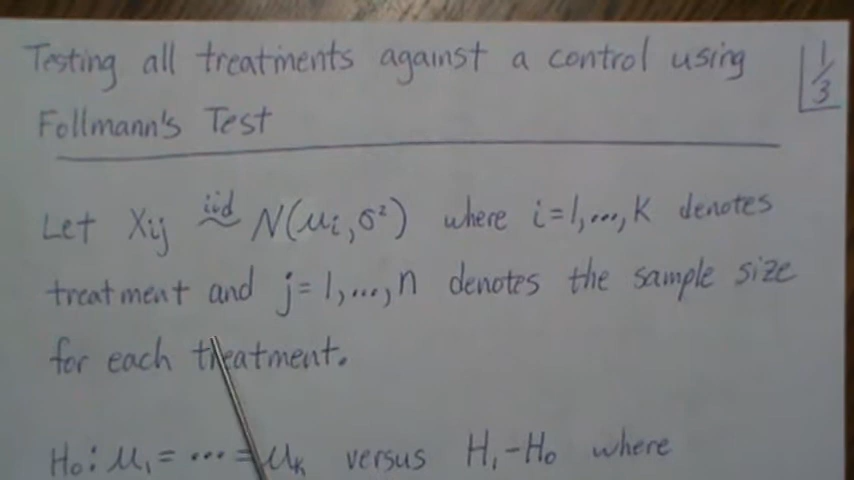 Testing all treatments against a control using
Follmann's Test
1/3
Let Xij iid ~ N(μi, σ²) where i=1,...,K denotes
treatment and j=1,...,n denotes the sample size
for each treatment.
H₀: μ₁ = ... = μK versus H₁-H₀ where